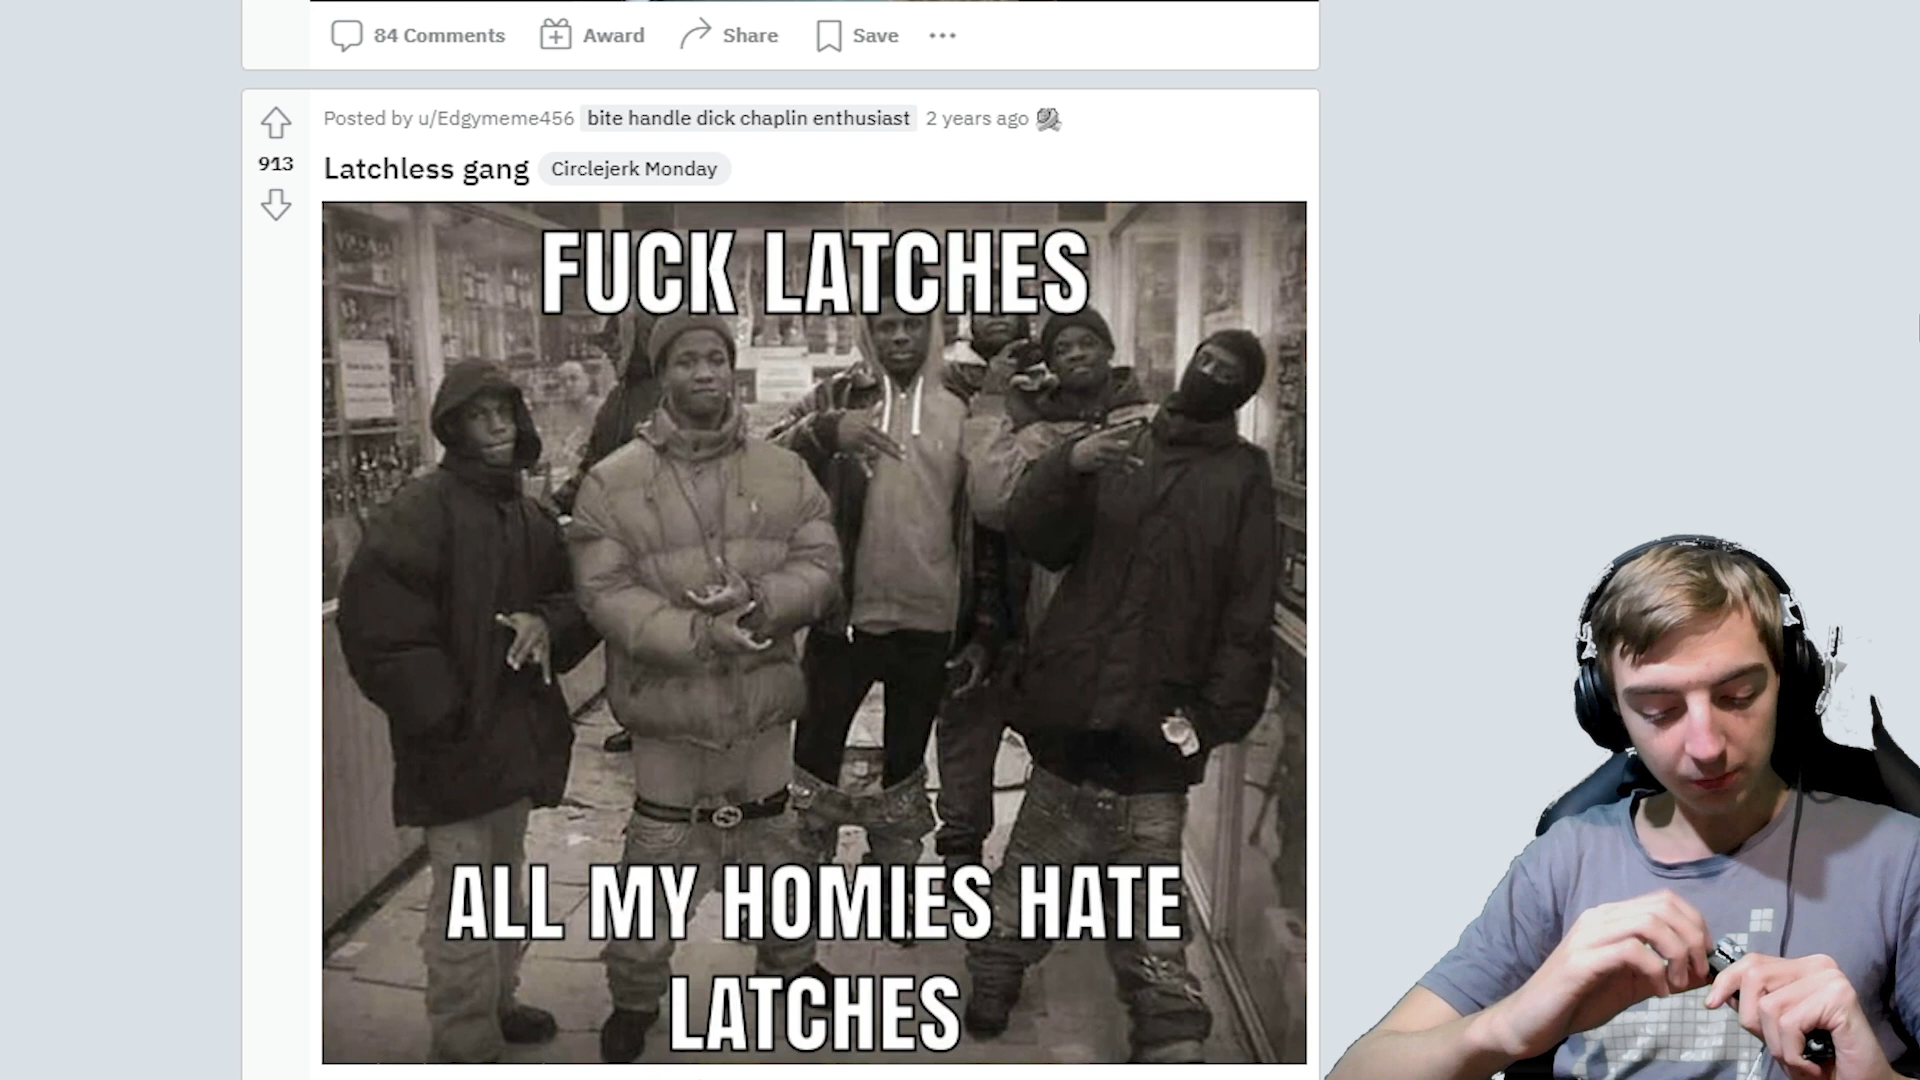 84 Comments Award Share Save
Posted by u/Edgymeme456 bite handle dick chaplin enthusiast 2 years ago
913
Latchless gang Circlejerk Monday
FUCK LATCHES
ALL MY HOMIES HATE
LATCHES